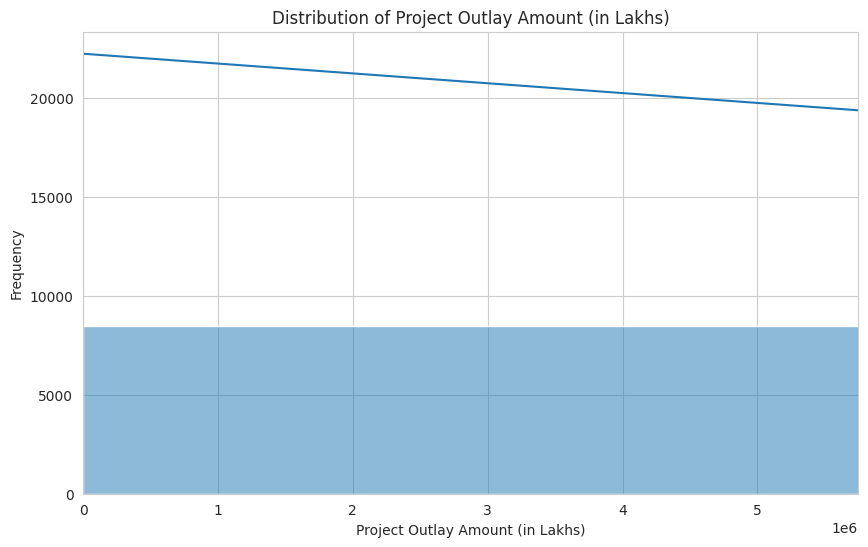 Distribution of Project Outlay Amount (in Lakhs)
20000
15000
10000
5000
0
Frequency
0 1 2 3 4 5
1e6
Project Outlay Amount (in Lakhs)